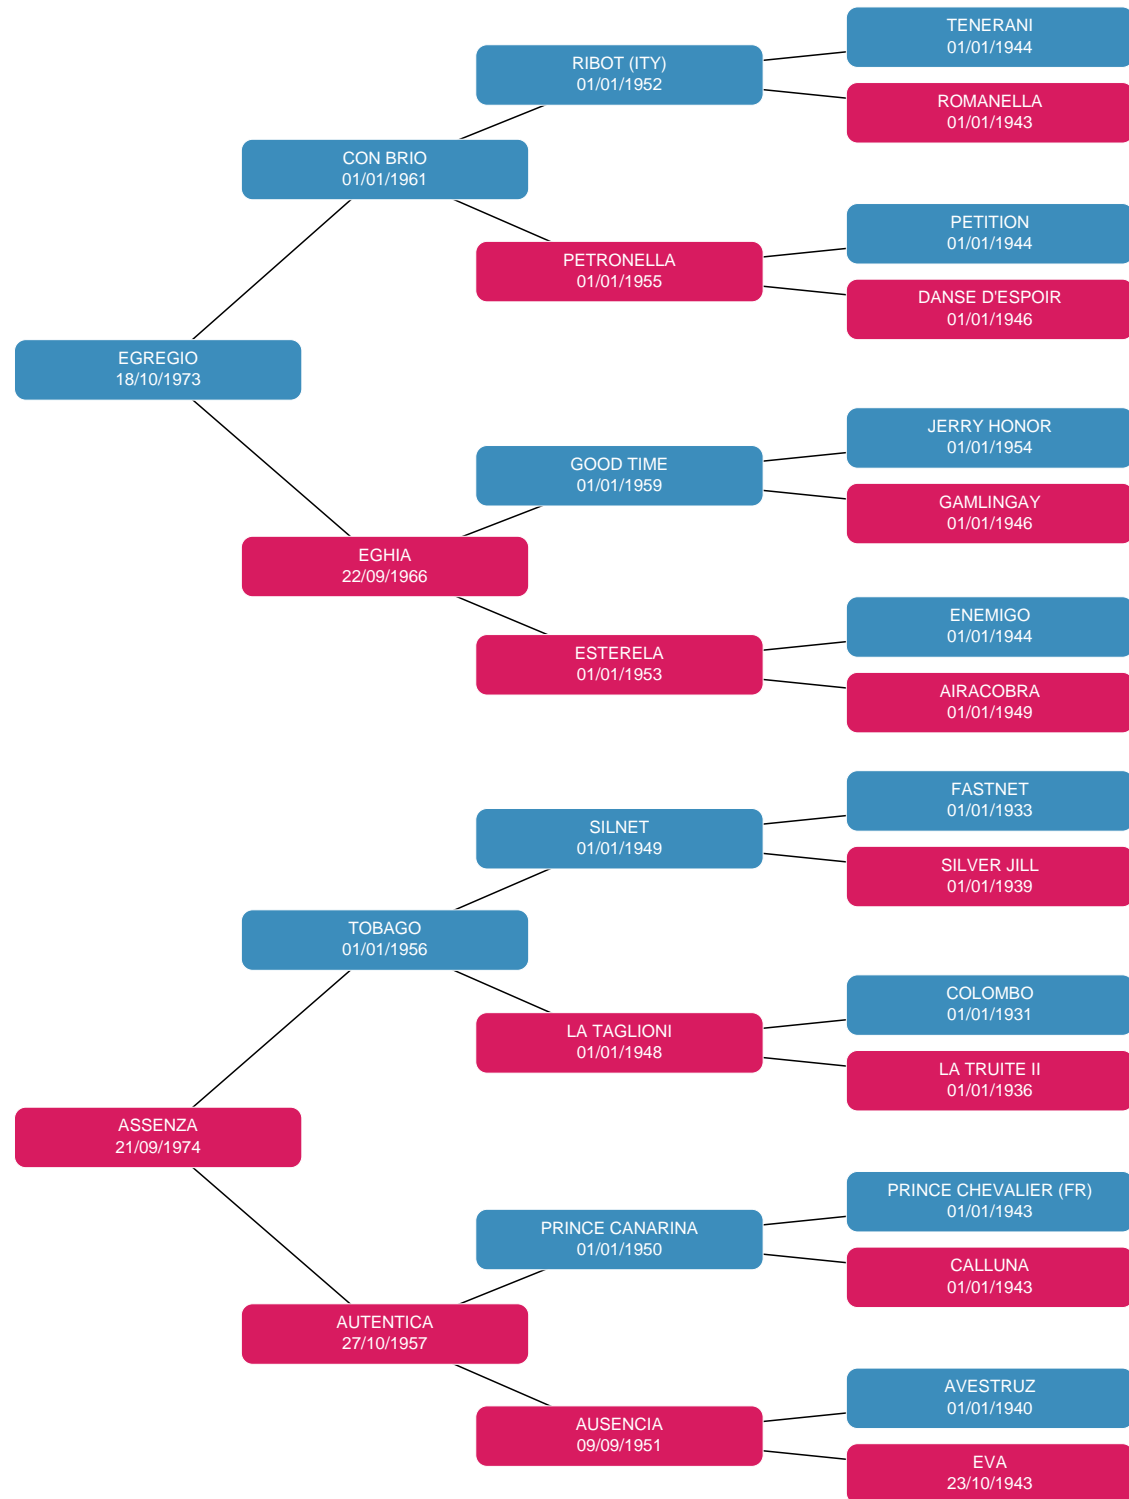 TENERANI
01/01/1944
RIBOT (ITY)
01/01/1952
ROMANELLA
01/01/1943
CON BRIO
01/01/1961
PETITION
01/01/1944
PETRONELLA
01/01/1955
DANSE D'ESPOIR
01/01/1946
EGREGIO
18/10/1973
JERRY HONOR
01/01/1954
GOOD TIME
01/01/1959
GAMLINGAY
01/01/1946
EGHIA
22/09/1966
ENEMIGO
01/01/1944
ESTERELA
01/01/1953
AIRACOBRA
01/01/1949
FASTNET
01/01/1933
SILNET
01/01/1949
SILVER JILL
01/01/1939
TOBAGO
01/01/1956
COLOMBO
01/01/1931
LA TAGLIONI
01/01/1948
LA TRUITE II
01/01/1936
ASSENZA
21/09/1974
PRINCE CHEVALIER (FR)
01/01/1943
PRINCE CANARINA
01/01/1950
CALLUNA
01/01/1943
AUTENTICA
27/10/1957
AVESTRUZ
01/01/1940
AUSENCIA
09/09/1951
EVA
23/10/1943